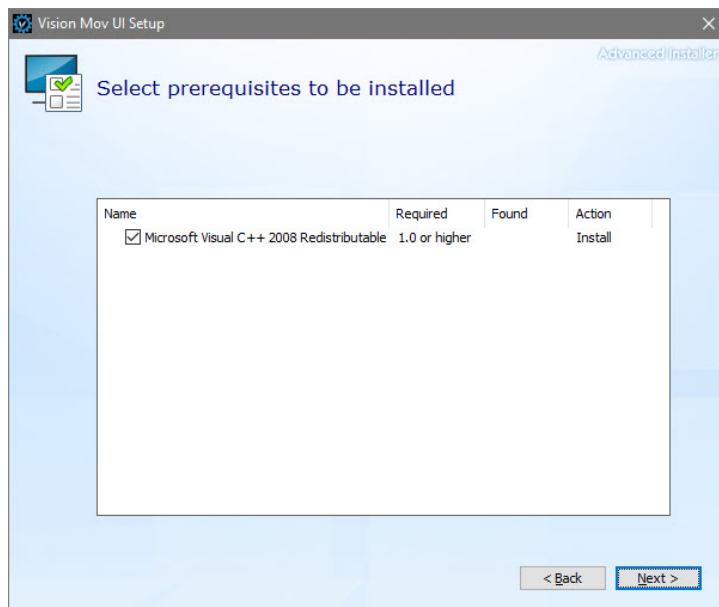 Vision Mov UI Setup
Advanced Installer
Select prerequisites to be installed
Name Required Found Action
Microsoft Visual C++ 2008 Redistributable 1.0 or higher Install
< Back Next >